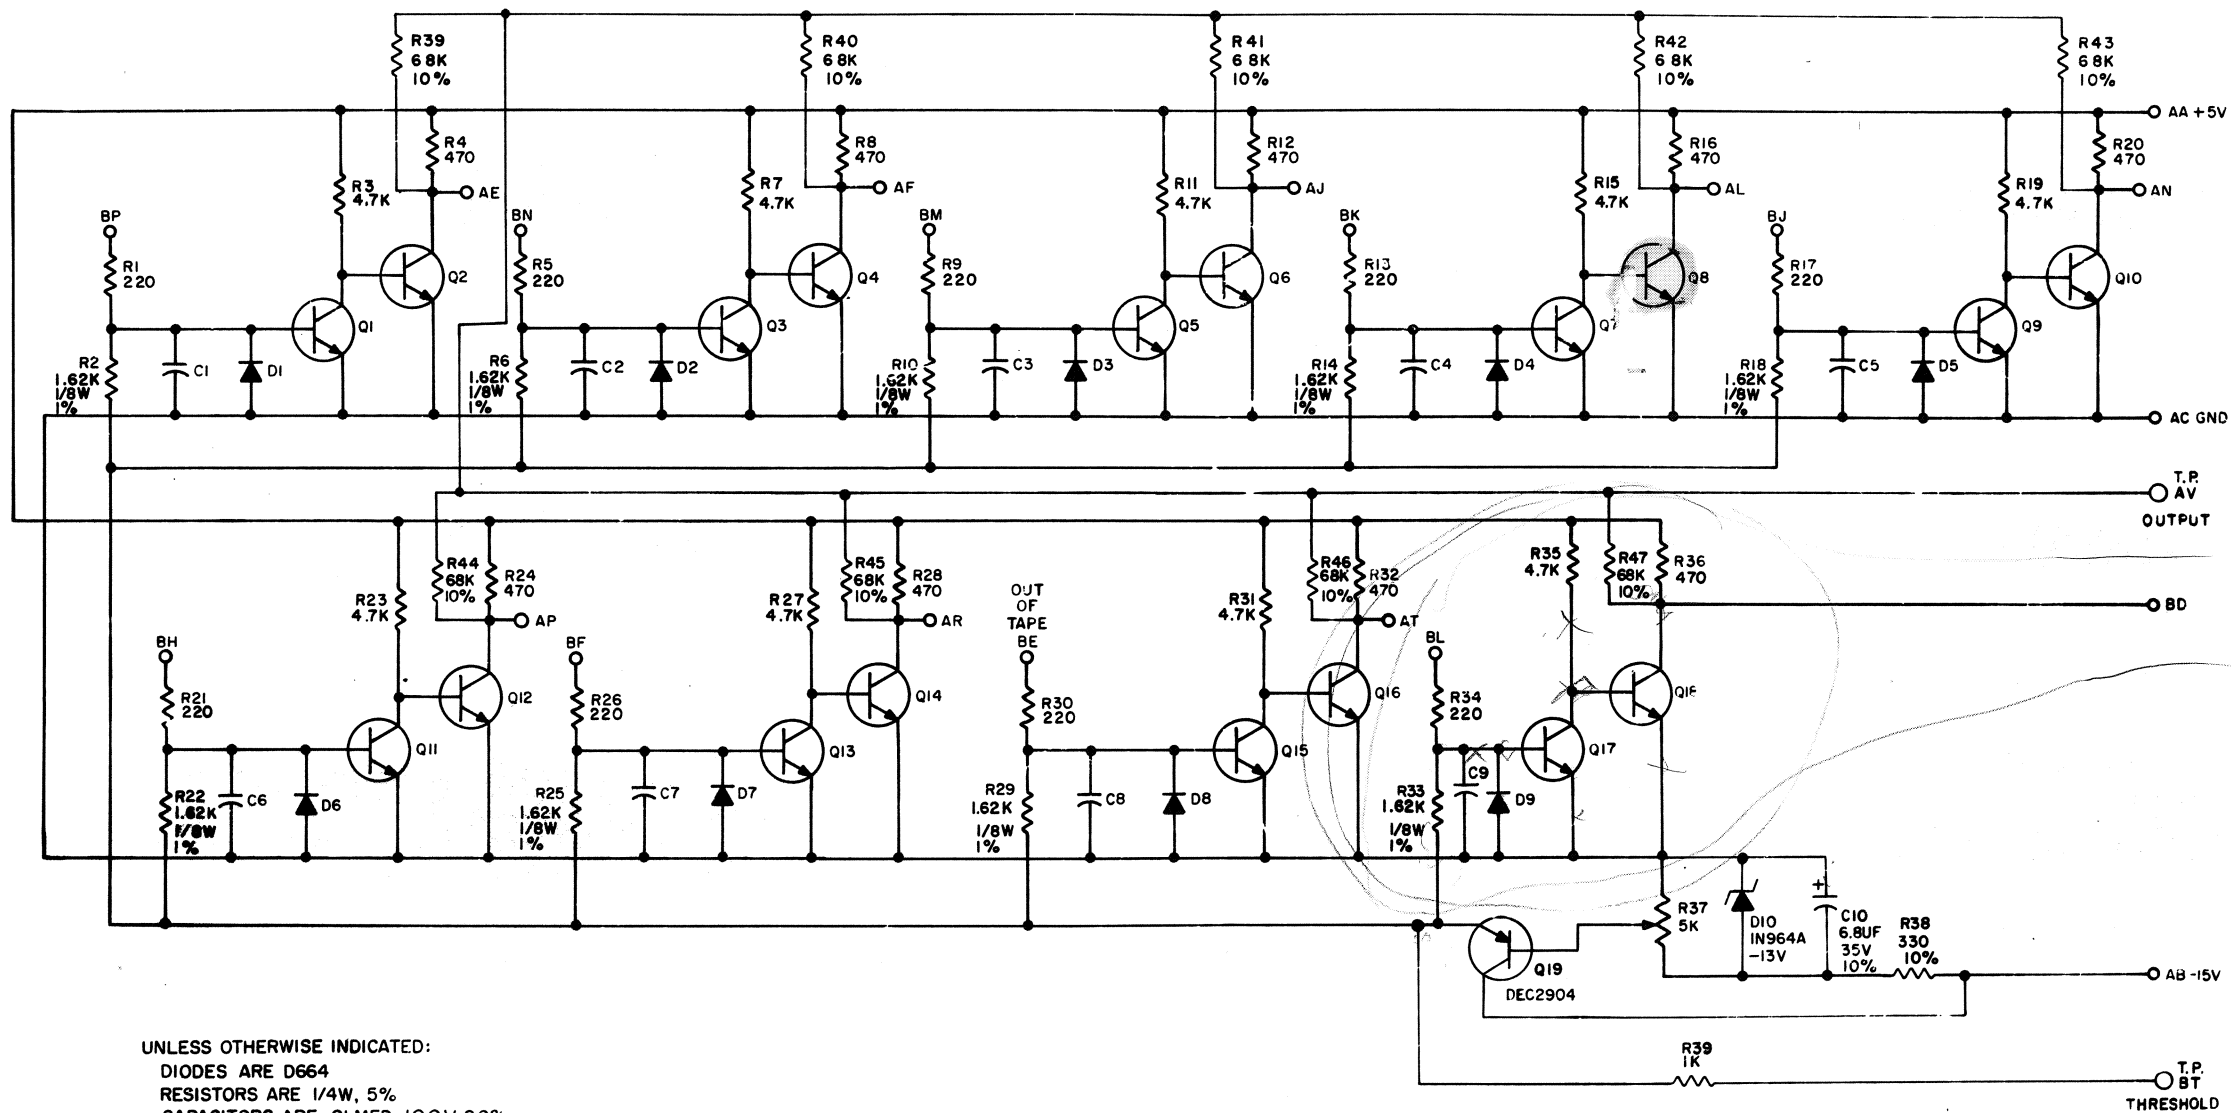 R39
68K
10%
R40
68K
10%
R41
68K
10%
R42
68K
10%
R43
68K
10%
AA +5V
R4
470
R8
470
R12
470
R16
470
R20
470
R3
4.7K
R7
4.7K
R11
4.7K
R15
4.7K
R19
4.7K
AE
AF
AJ
AL
AN
BP
BN
BM
BK
BJ
R1
220
R5
220
R9
220
R13
220
R17
220
Q2
Q4
Q6
Q8
Q10
Q1
Q3
Q5
Q7
Q9
R2
1.62K
1/8W
1%
C1
D1
R6
1.62K
1/8W
1%
C2
D2
R10
1.62K
1/8W
1%
C3
D3
R14
1.62K
1/8W
1%
C4
D4
R18
1.62K
1/8W
1%
C5
D5
AC GND
T.P.
AV
OUTPUT
R44
68K
10%
R24
470
R45
68K
10%
R28
470
R46
68K
10%
R32
470
R35
4.7K
R47
68K
10%
R36
470
R23
4.7K
R27
4.7K
R31
4.7K
OUT
OF
TAPE
BE
BD
AP
AR
AT
BH
BF
BL
R21
220
R26
220
R30
220
R34
220
Q12
Q14
Q16
Q18
Q11
Q13
Q15
Q17
R22
1.62K
1/8W
1%
C6
D6
R25
1.62K
1/8W
1%
C7
D7
R29
1.62K
1/8W
1%
C8
D8
R33
1.62K
1/8W
1%
C9
D9
R37
5K
D10
1N964A
-13V
+
C10
6.8UF
35V
10%
R38
330
10%
Q19
DEC2904
AB -15V
R39
1K
T.P.
BT
THRESHOLD
UNLESS OTHERWISE INDICATED:
DIODES ARE D664
RESISTORS ARE 1/4W, 5%
CAPACITORS ARE .01MFD, 100V, 20%